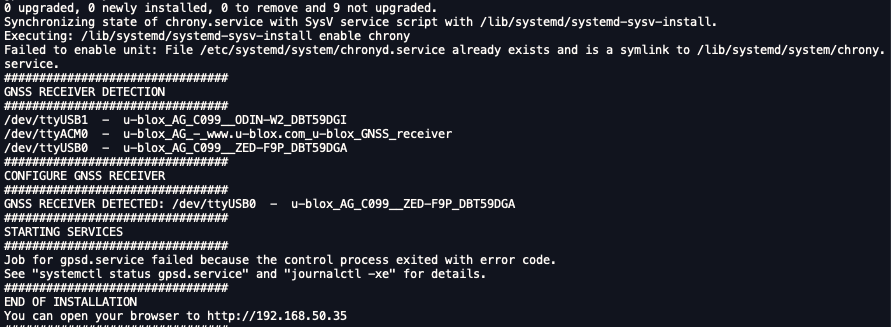 0 upgraded, 0 newly installed, 0 to remove and 9 not upgraded.
Synchronizing state of chrony.service with SysV service script with /lib/systemd/systemd-sysv-install.
Executing: /lib/systemd/systemd-sysv-install enable chrony
Failed to enable unit: File /etc/systemd/system/chronyd.service already exists and is a symlink to /lib/systemd/system/chrony.
service.
################################
GNSS RECEIVER DETECTION
################################
/dev/ttyUSB1  -  u-blox_AG_C099__ODIN-W2_DBT59DGI
/dev/ttyACM0  -  u-blox_AG_-_www.u-blox.com_u-blox_GNSS_receiver
/dev/ttyUSB0  -  u-blox_AG_C099__ZED-F9P_DBT59DGA
################################
CONFIGURE GNSS RECEIVER
################################
GNSS RECEIVER DETECTED: /dev/ttyUSB0  -  u-blox_AG_C099__ZED-F9P_DBT59DGA
################################
STARTING SERVICES
################################
Job for gpsd.service failed because the control process exited with error code.
See "systemctl status gpsd.service" and "journalctl -xe" for details.
################################
END OF INSTALLATION
You can open your browser to http://192.168.50.35
################################